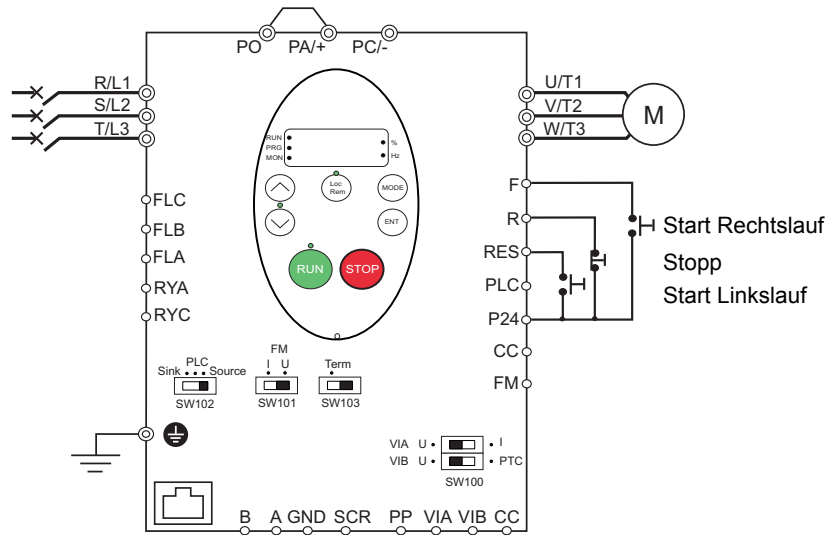 PO PA/+ PC/-
R/L1
S/L2
T/L3
U/T1
V/T2
W/T3
M
RUN
PRG
MON
%
Hz
Loc
Rem
MODE
ENT
RUN
STOP
FLC
FLB
FLA
RYA
RYC
F
R
RES
PLC
P24
CC
FM
Start Rechtslauf
Stopp
Start Linkslauf
PLC
Sink Source
SW102
FM
I U
SW101
Term
SW103
VIA U I
VIB U PTC
SW100
B A GND SCR PP VIA VIB CC